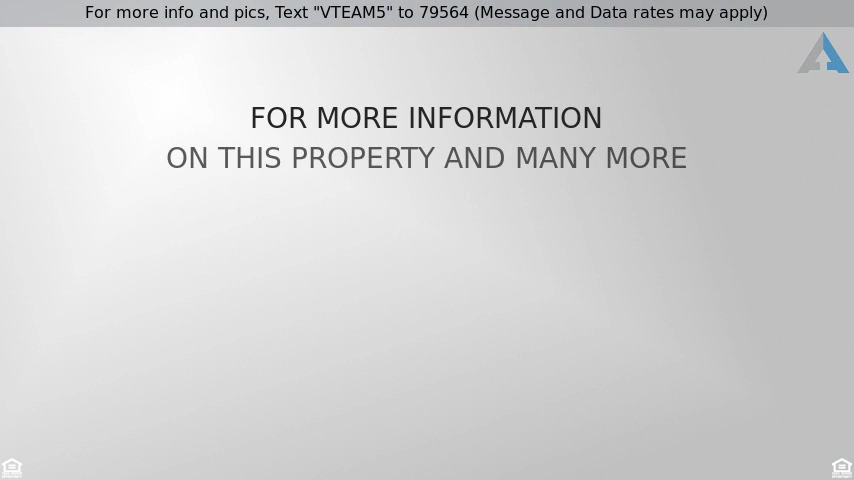 For more info and pics, Text "VTEAM5" to 79564 (Message and Data rates may apply)
FOR MORE INFORMATION
ON THIS PROPERTY AND MANY MORE